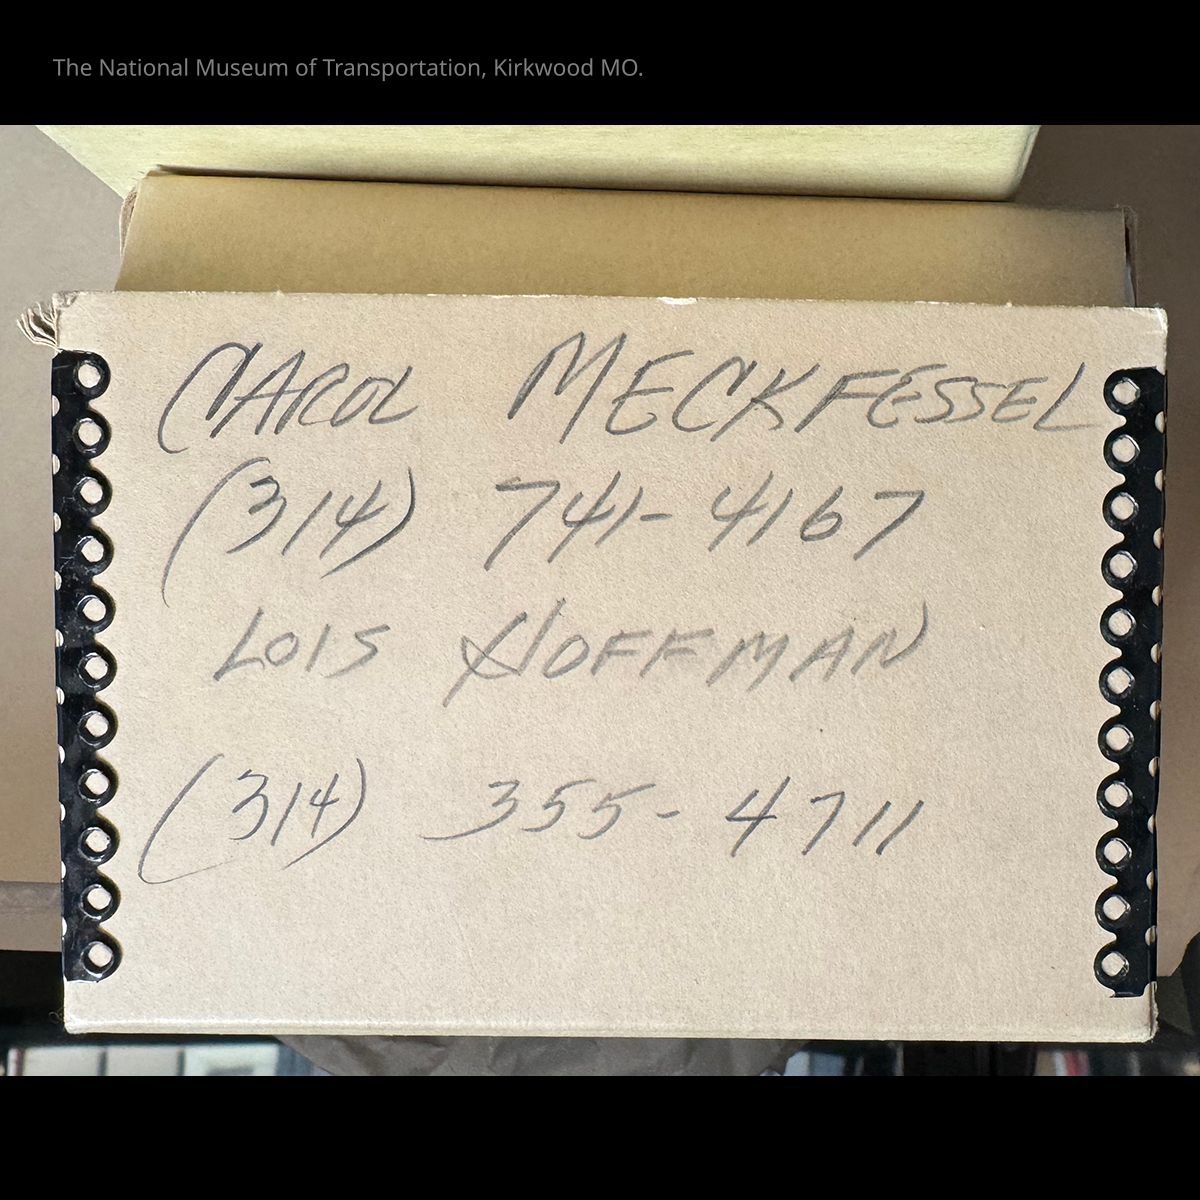 The National Museum of Transportation, Kirkwood MO.
CAROL MECKFESSEL
(314) 741-4167
LOIS HOFFMAN
(314) 355-4711